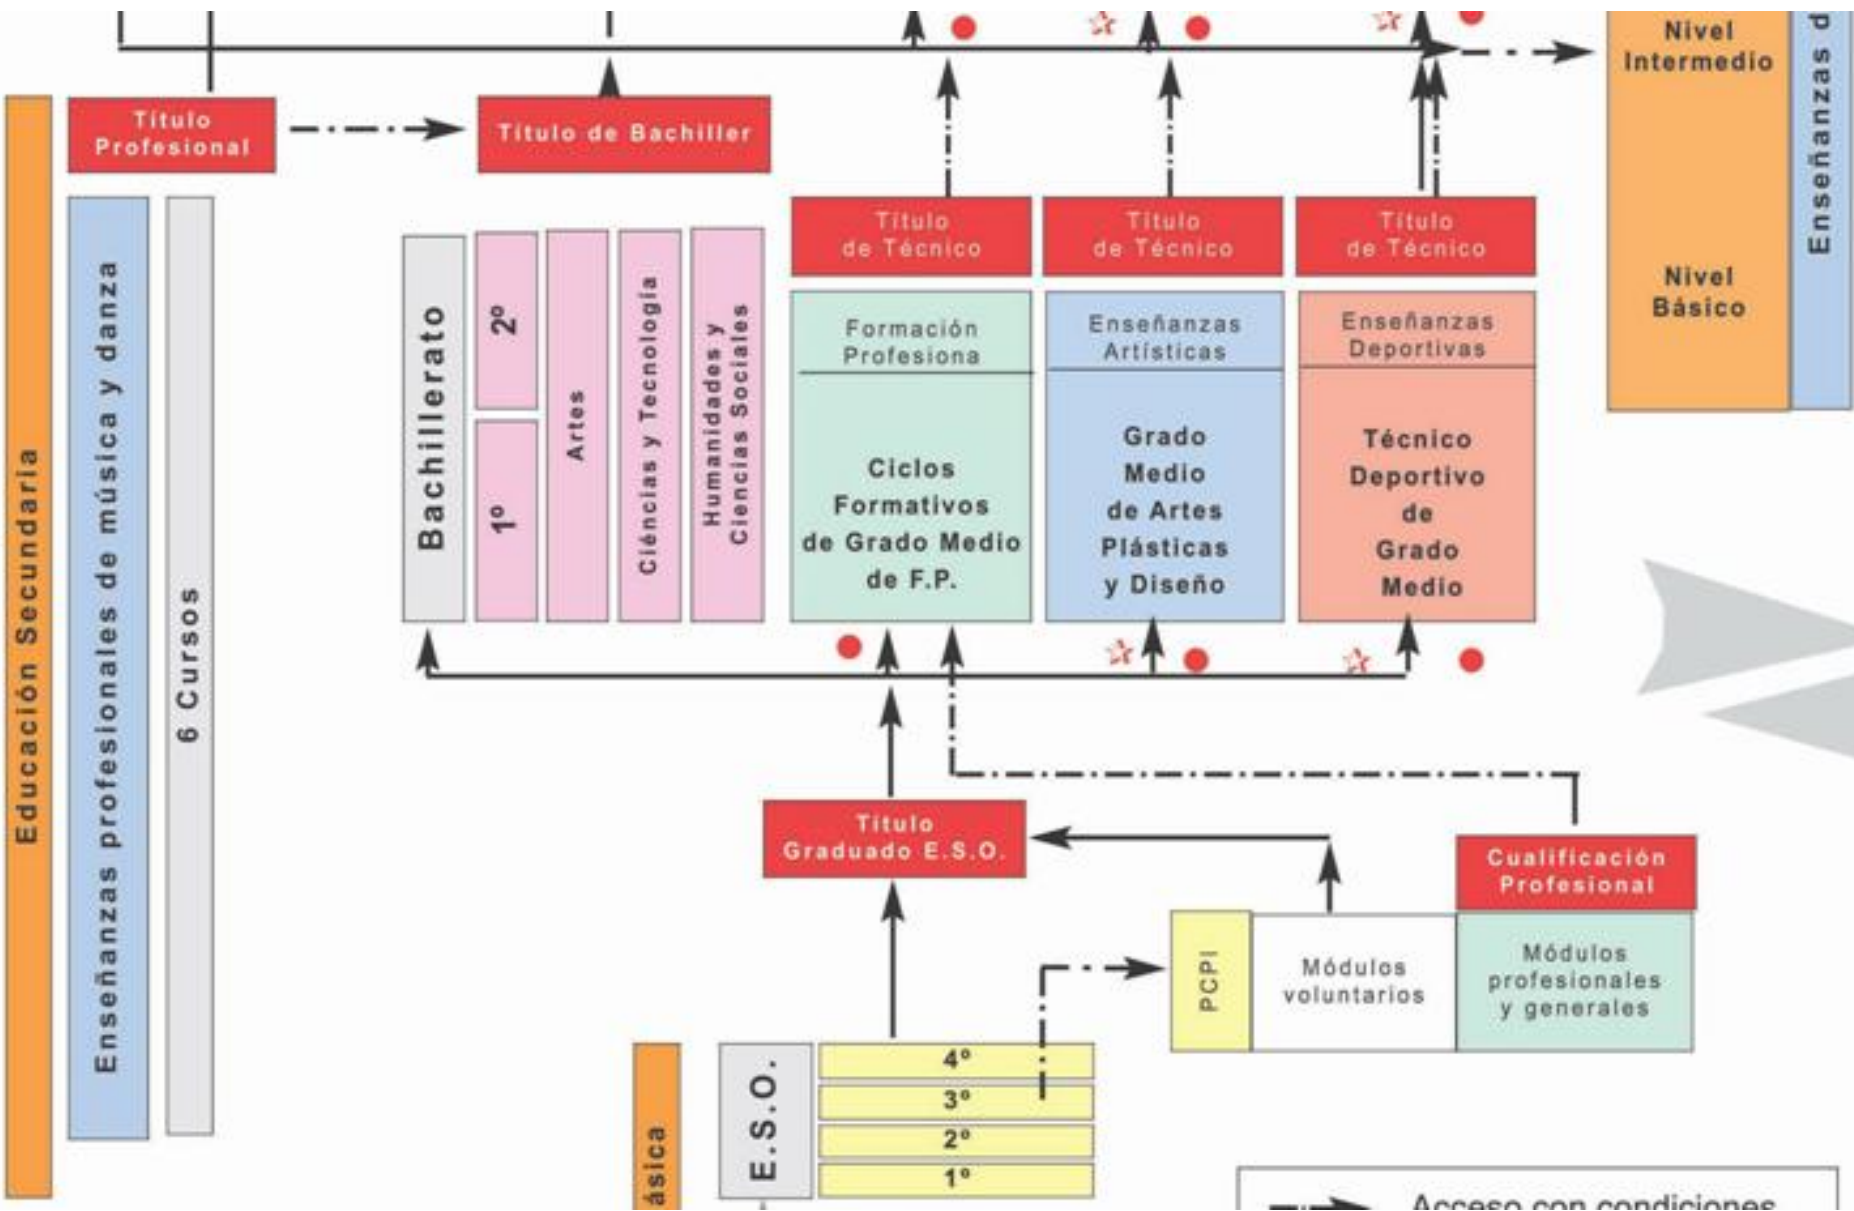 Nivel
Intermedio
Nivel
Básico
Enseñanzas d
Título
Profesional
Título de Bachiller
Título
de Técnico
Título
de Técnico
Título
de Técnico
Educación Secundaria
Enseñanzas profesionales de música y danza
6 Cursos
Bachillerato
2º
1º
Artes
Ciéncias y Tecnología
Humanidades y
Ciencias Sociales
Formación
Profesiona
Ciclos
Formativos
de Grado Medio
de F.P.
Enseñanzas
Artísticas
Grado
Medio
de Artes
Plásticas
y Diseño
Enseñanzas
Deportivas
Técnico
Deportivo
de
Grado
Medio
Título
Graduado E.S.O.
Cualificación
Profesional
PCPI
Módulos
voluntarios
Módulos
profesionales
y generales
ásica
E.S.O.
4º
3º
2º
1º
Acceso con condiciones